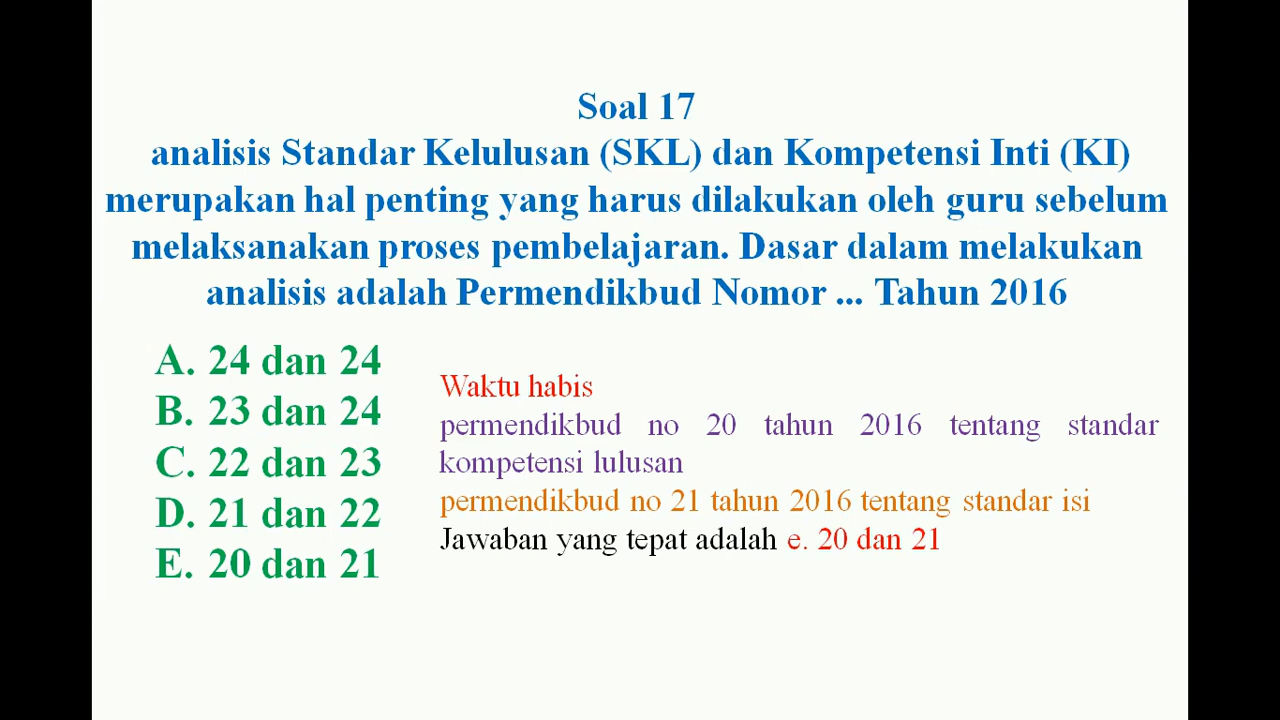 Soal 17
analisis Standar Kelulusan (SKL) dan Kompetensi Inti (KI)
merupakan hal penting yang harus dilakukan oleh guru sebelum
melaksanakan proses pembelajaran. Dasar dalam melakukan
analisis adalah Permendikbud Nomor ... Tahun 2016
A. 24 dan 24
B. 23 dan 24
C. 22 dan 23
D. 21 dan 22
E. 20 dan 21
Waktu habis
permendikbud no 20 tahun 2016 tentang standar
kompetensi lulusan
permendikbud no 21 tahun 2016 tentang standar isi
Jawaban yang tepat adalah e. 20 dan 21